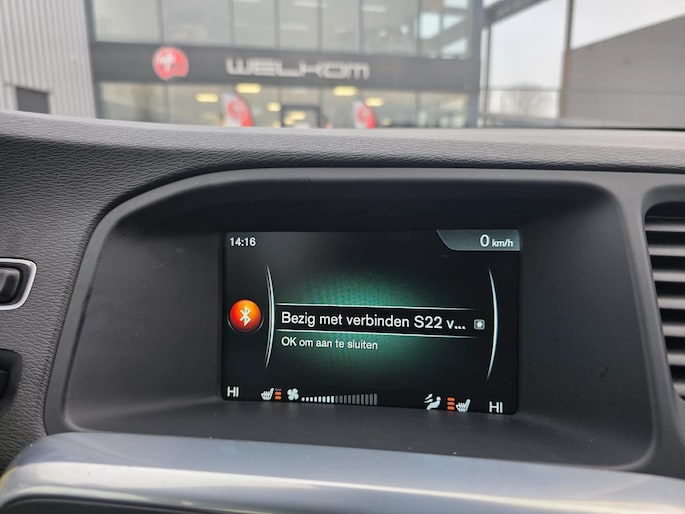 WELKOM
14:16
0 km/h
Bezig met verbinden S22 v...
OK om aan te sluiten
HI
HI